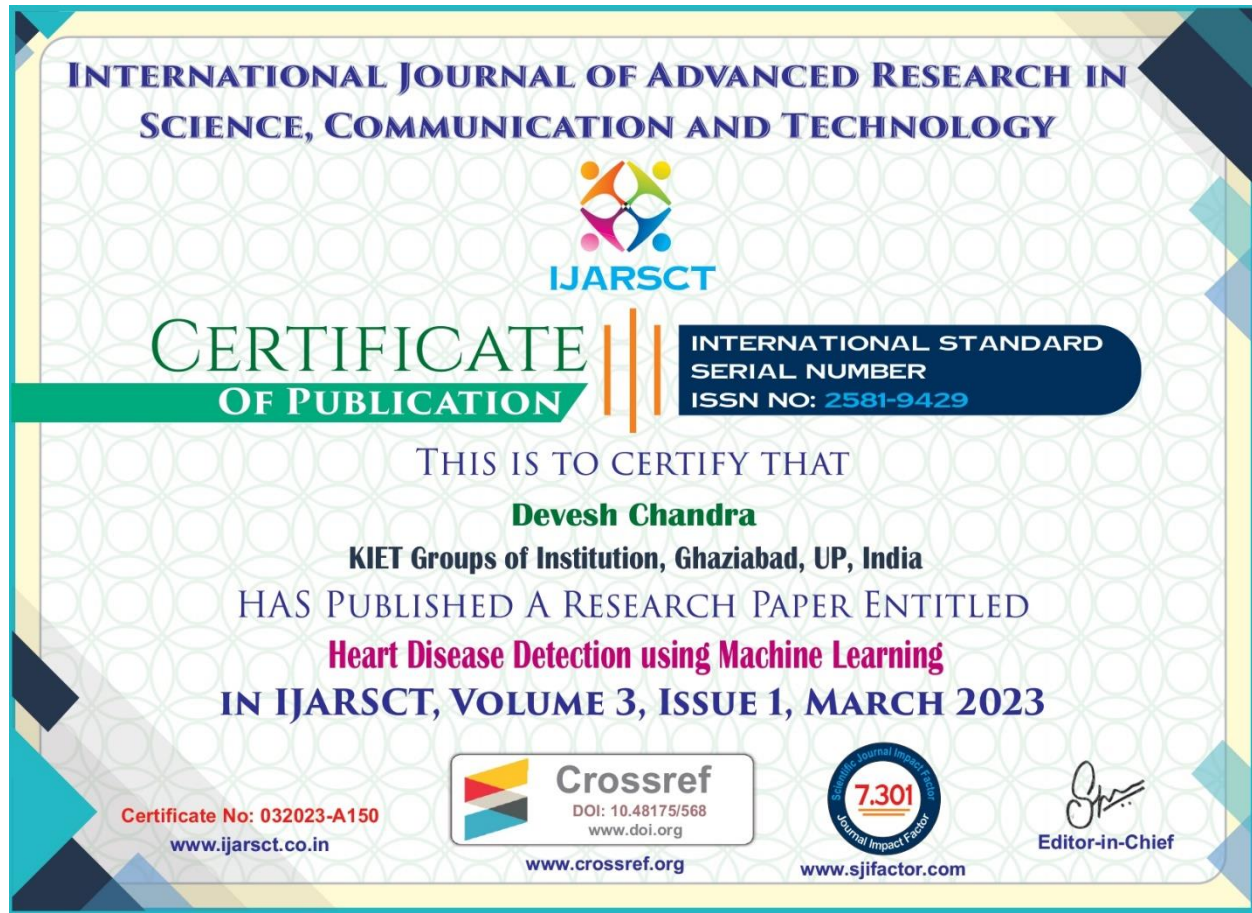 INTERNATIONAL JOURNAL OF ADVANCED RESEARCH IN
SCIENCE, COMMUNICATION AND TECHNOLOGY
IJARSCT
CERTIFICATE
OF PUBLICATION
INTERNATIONAL STANDARD
SERIAL NUMBER
ISSN NO: 2581-9429
THIS IS TO CERTIFY THAT
Devesh Chandra
KIET Groups of Institution, Ghaziabad, UP, India
HAS PUBLISHED A RESEARCH PAPER ENTITLED
Heart Disease Detection using Machine Learning
IN IJARSCT, VOLUME 3, ISSUE 1, MARCH 2023
Certificate No: 032023-A150
www.ijarsct.co.in
Crossref
DOI: 10.48175/568
www.doi.org
www.crossref.org
Scientific Journal Impact Factor
7.301
Journal Impact Factor
www.sjifactor.com
Editor-in-Chief